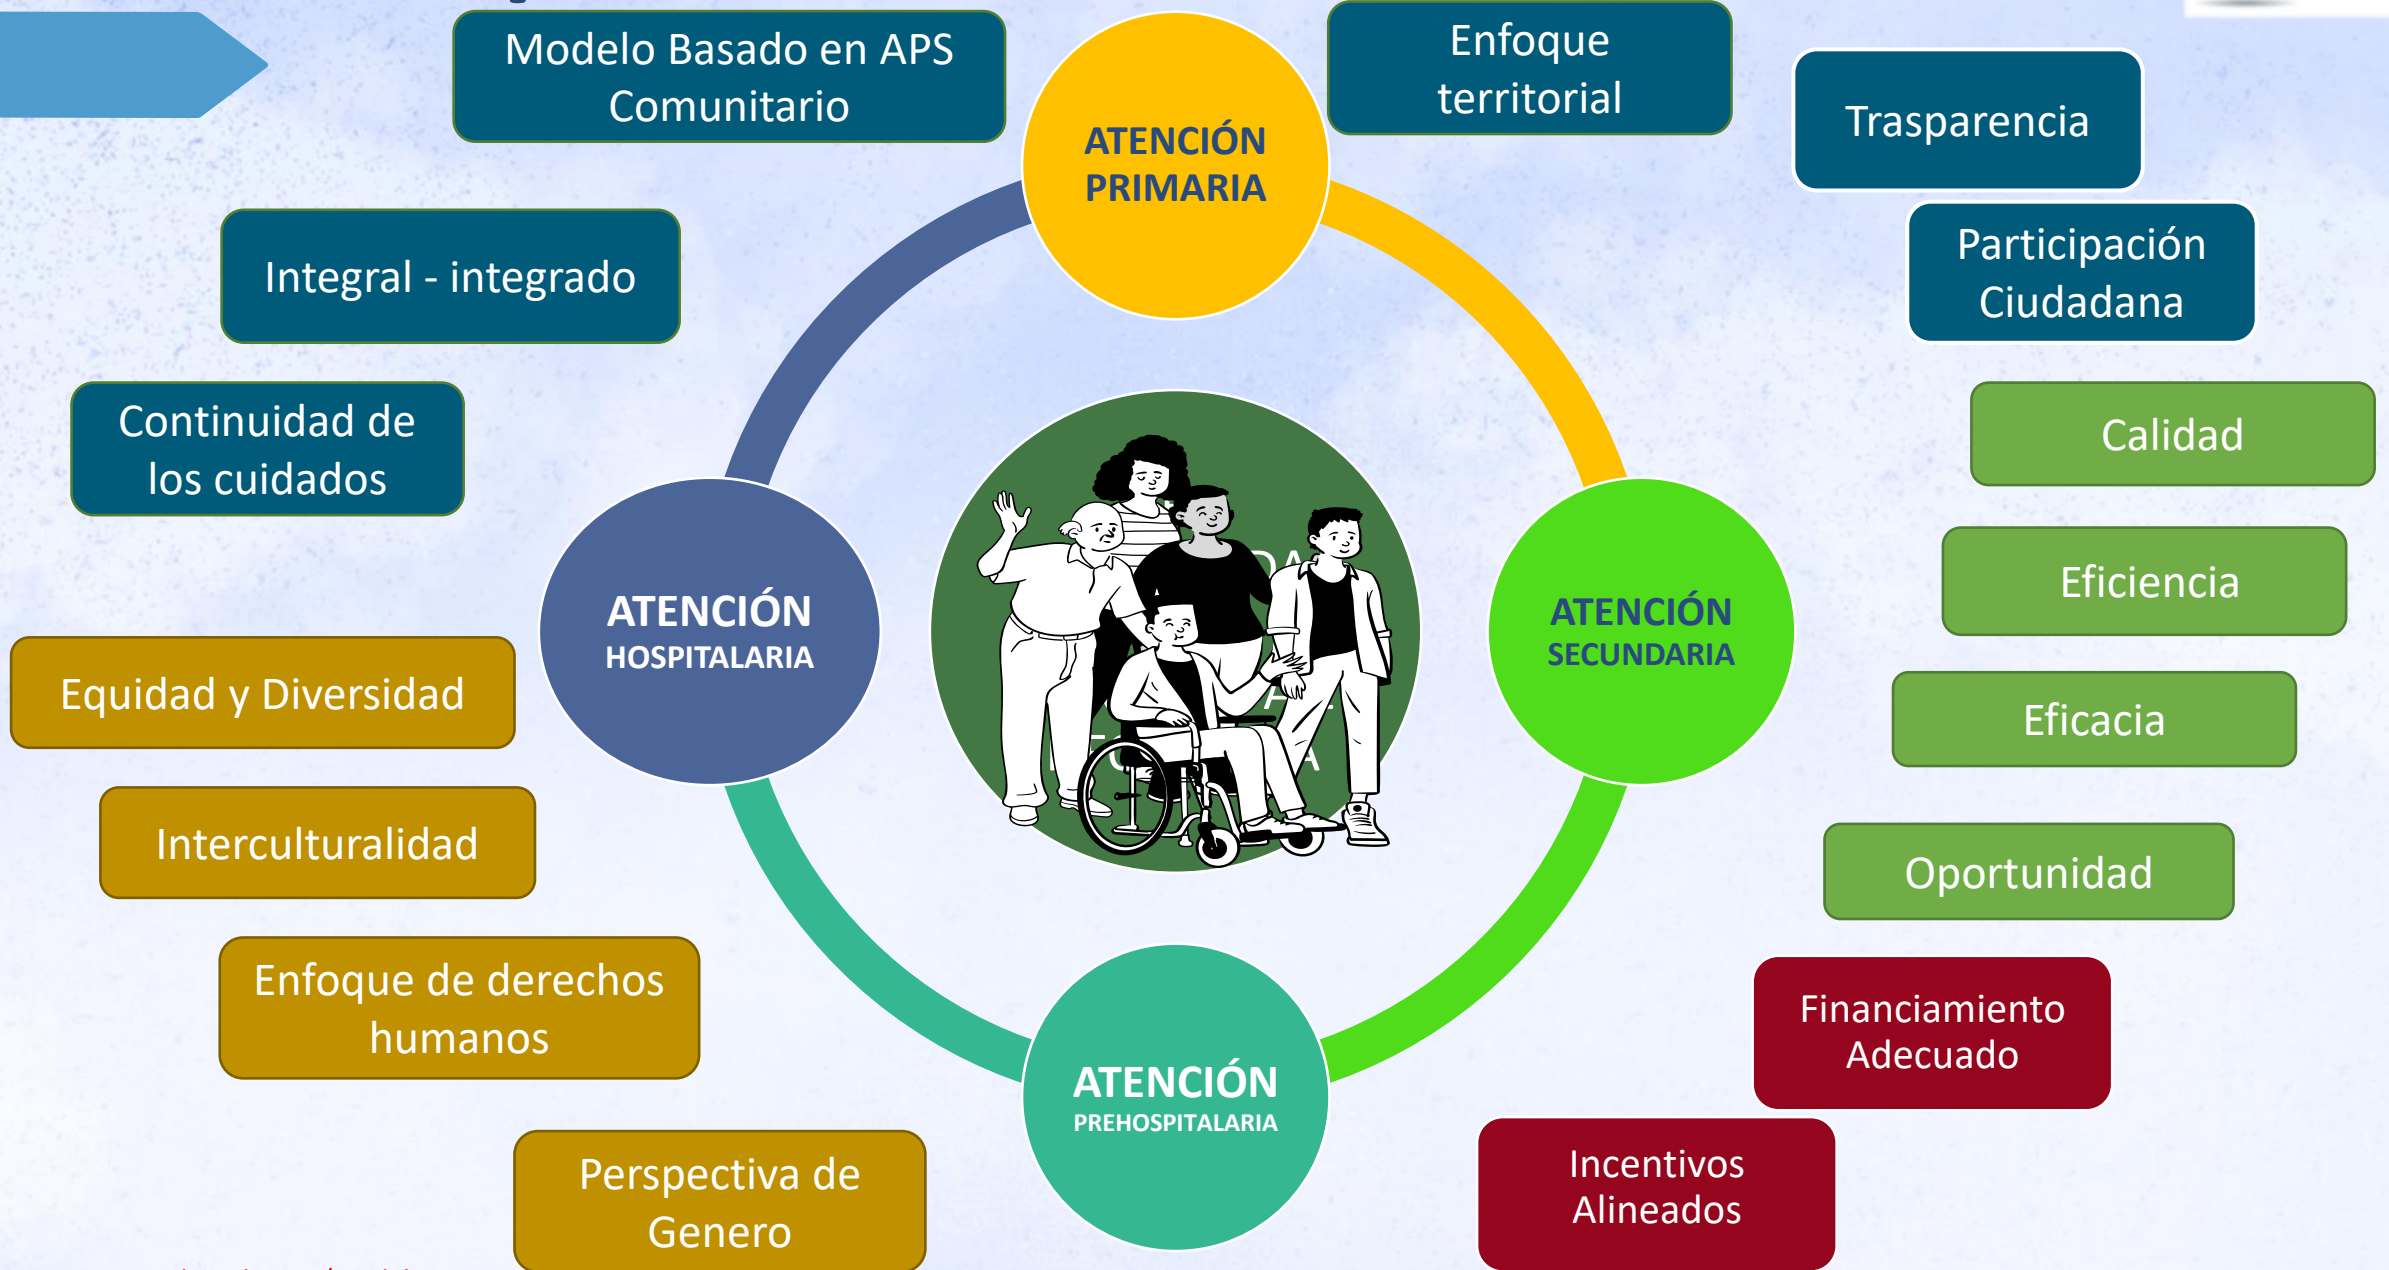 Modelo Basado en APS
Comunitario
Enfoque
territorial
Trasparencia
ATENCIÓN
PRIMARIA
Participación
Ciudadana
Integral - integrado
Continuidad de
los cuidados
Calidad
Eficiencia
ATENCIÓN
HOSPITALARIA
ATENCIÓN
SECUNDARIA
Equidad y Diversidad
Eficacia
Interculturalidad
Oportunidad
Enfoque de derechos
humanos
Financiamiento
Adecuado
ATENCIÓN
PREHOSPITALARIA
Perspectiva de
Genero
Incentivos
Alineados